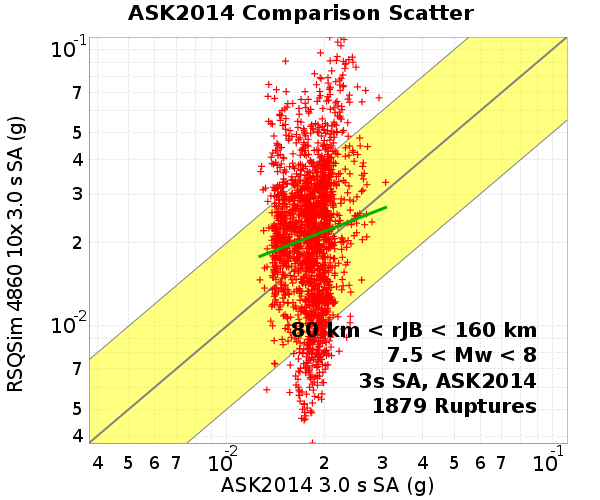 ASK2014 Comparison Scatter
RSQSim 4860 10x 3.0 s SA (g)
10-1
7
5
4
3
2
10-2
7
5
4
80 km < rJB < 160 km
7.5 < Mw < 8
3s SA, ASK2014
1879 Ruptures
4 5 6 7 10-2 2 3 4 5 6 7 10-1
ASK2014 3.0 s SA (g)